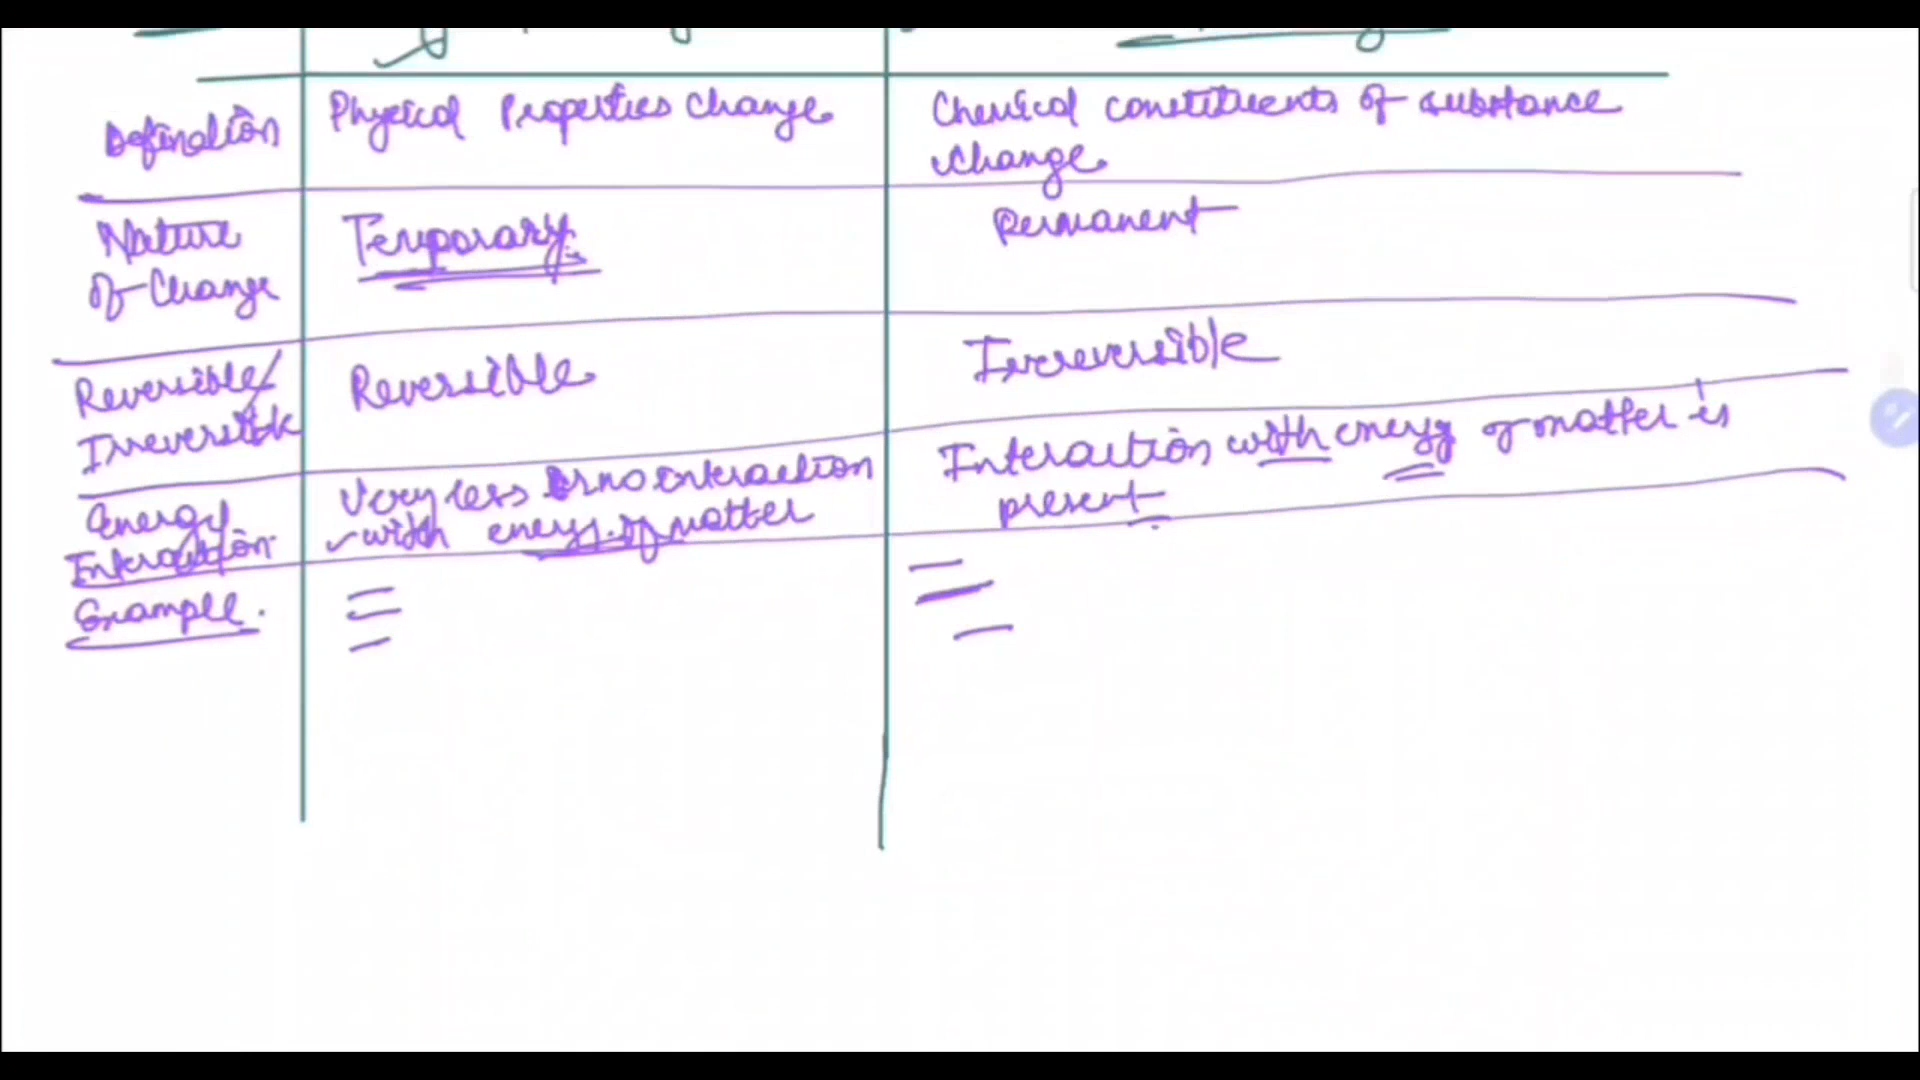 Defination
Physical Properties Change.
Chemical constituents of substance
Change.
Nature
of Change
Temporary.
Permanent
Reversible/
Irreversible
Reversible.
Irreversible
Energy
Interaction.
Very less or no interaction
with energy of matter
Interaction with energy of matter is
present.
Example.